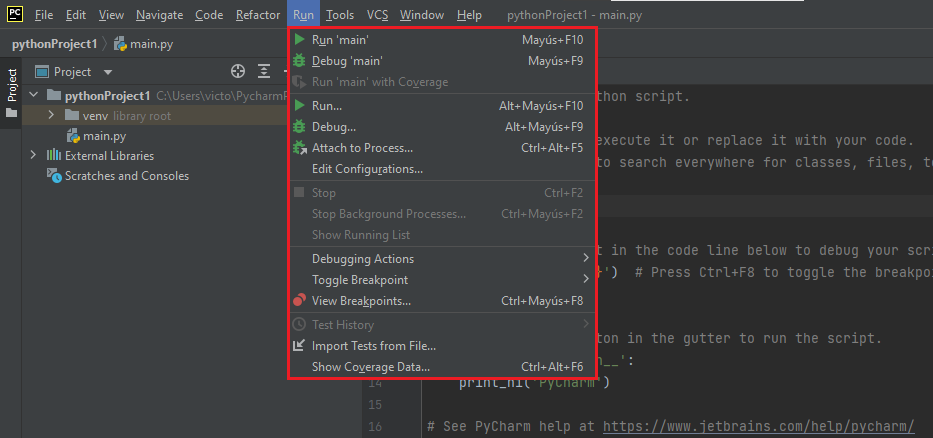 PC File Edit View Navigate Code Refactor Run Tools VCS Window Help pythonProject1 - main.py
pythonProject1 main.py
Project
Project
pythonProject1 C:\Users\victo\PycharmP
venv library root
main.py
External Libraries
Scratches and Consoles
Run 'main' Mayús+F10
Debug 'main' Mayús+F9
Run 'main' with Coverage
Run... Alt+Mayús+F10
Debug... Alt+Mayús+F9
Attach to Process... Ctrl+Alt+F5
Edit Configurations...
Stop Ctrl+F2
Stop Background Processes... Ctrl+Mayús+F2
Show Running List
Debugging Actions
Toggle Breakpoint
View Breakpoints... Ctrl+Mayús+F8
Test History
Import Tests from File...
Show Coverage Data... Ctrl+Alt+F6
thon script.
execute it or replace it with your code.
to search everywhere for classes, files, to
t in the code line below to debug your scri
}') # Press Ctrl+F8 to toggle the breakpo
ton in the gutter to run the script.
n__':
14 print_hi('PyCharm')
15
16 # See PyCharm help at https://www.jetbrains.com/help/pycharm/